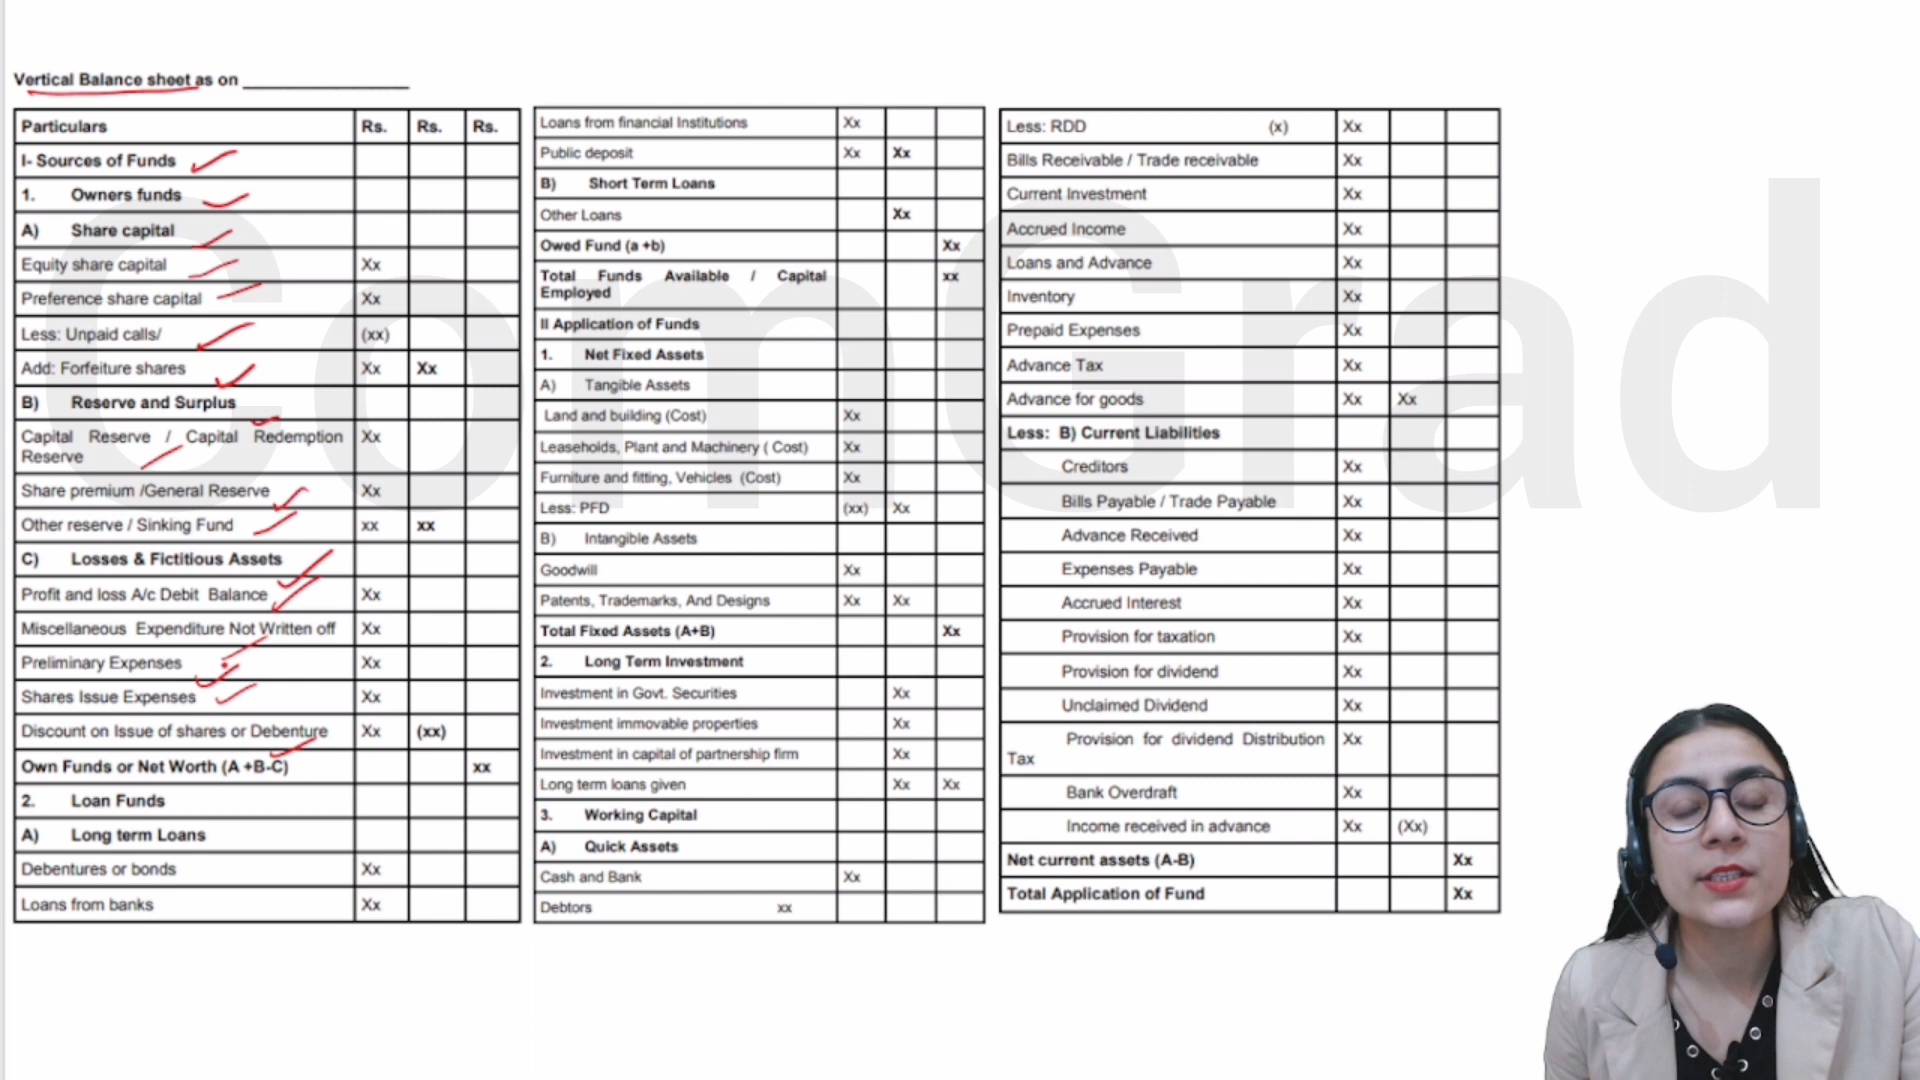 Vertical Balance sheet as on
Particulars Rs. Rs. Rs.
I- Sources of Funds
1. Owners funds
A) Share capital
Equity share capital Xx
Preference share capital Xx
Less: Unpaid calls/ (xx)
Add: Forfeiture shares Xx Xx
B) Reserve and Surplus
Capital Reserve / Capital Redemption Xx
Reserve
Share premium /General Reserve Xx
Other reserve / Sinking Fund xx xx
C) Losses & Fictitious Assets
Profit and loss A/c Debit Balance Xx
Miscellaneous Expenditure Not Written off Xx
Preliminary Expenses Xx
Shares Issue Expenses Xx
Discount on Issue of shares or Debenture Xx (xx)
Own Funds or Net Worth (A +B-C) xx
2. Loan Funds
A) Long term Loans
Debentures or bonds Xx
Loans from banks Xx
Loans from financial Institutions Xx
Public deposit Xx Xx
B) Short Term Loans
Other Loans Xx
Owed Fund (a +b) Xx
Total Funds Available / Capital xx
Employed
II Application of Funds
1. Net Fixed Assets
A) Tangible Assets
Land and building (Cost) Xx
Leaseholds, Plant and Machinery ( Cost) Xx
Furniture and fitting, Vehicles (Cost) Xx
Less: PFD (xx) Xx
B) Intangible Assets
Goodwill Xx
Patents, Trademarks, And Designs Xx Xx
Total Fixed Assets (A+B) Xx
2. Long Term Investment
Investment in Govt. Securities Xx
Investment immovable properties Xx
Investment in capital of partnership firm Xx
Long term loans given Xx Xx
3. Working Capital
A) Quick Assets
Cash and Bank Xx
Debtors xx
Less: RDD (x) Xx
Bills Receivable / Trade receivable Xx
Current Investment Xx
Accrued Income Xx
Loans and Advance Xx
Inventory Xx
Prepaid Expenses Xx
Advance Tax Xx
Advance for goods Xx Xx
Less: B) Current Liabilities
Creditors Xx
Bills Payable / Trade Payable Xx
Advance Received Xx
Expenses Payable Xx
Accrued Interest Xx
Provision for taxation Xx
Provision for dividend Xx
Unclaimed Dividend Xx
Provision for dividend Distribution Xx
Tax
Bank Overdraft Xx
Income received in advance Xx (Xx)
Net current assets (A-B) Xx
Total Application of Fund Xx
ComGrad